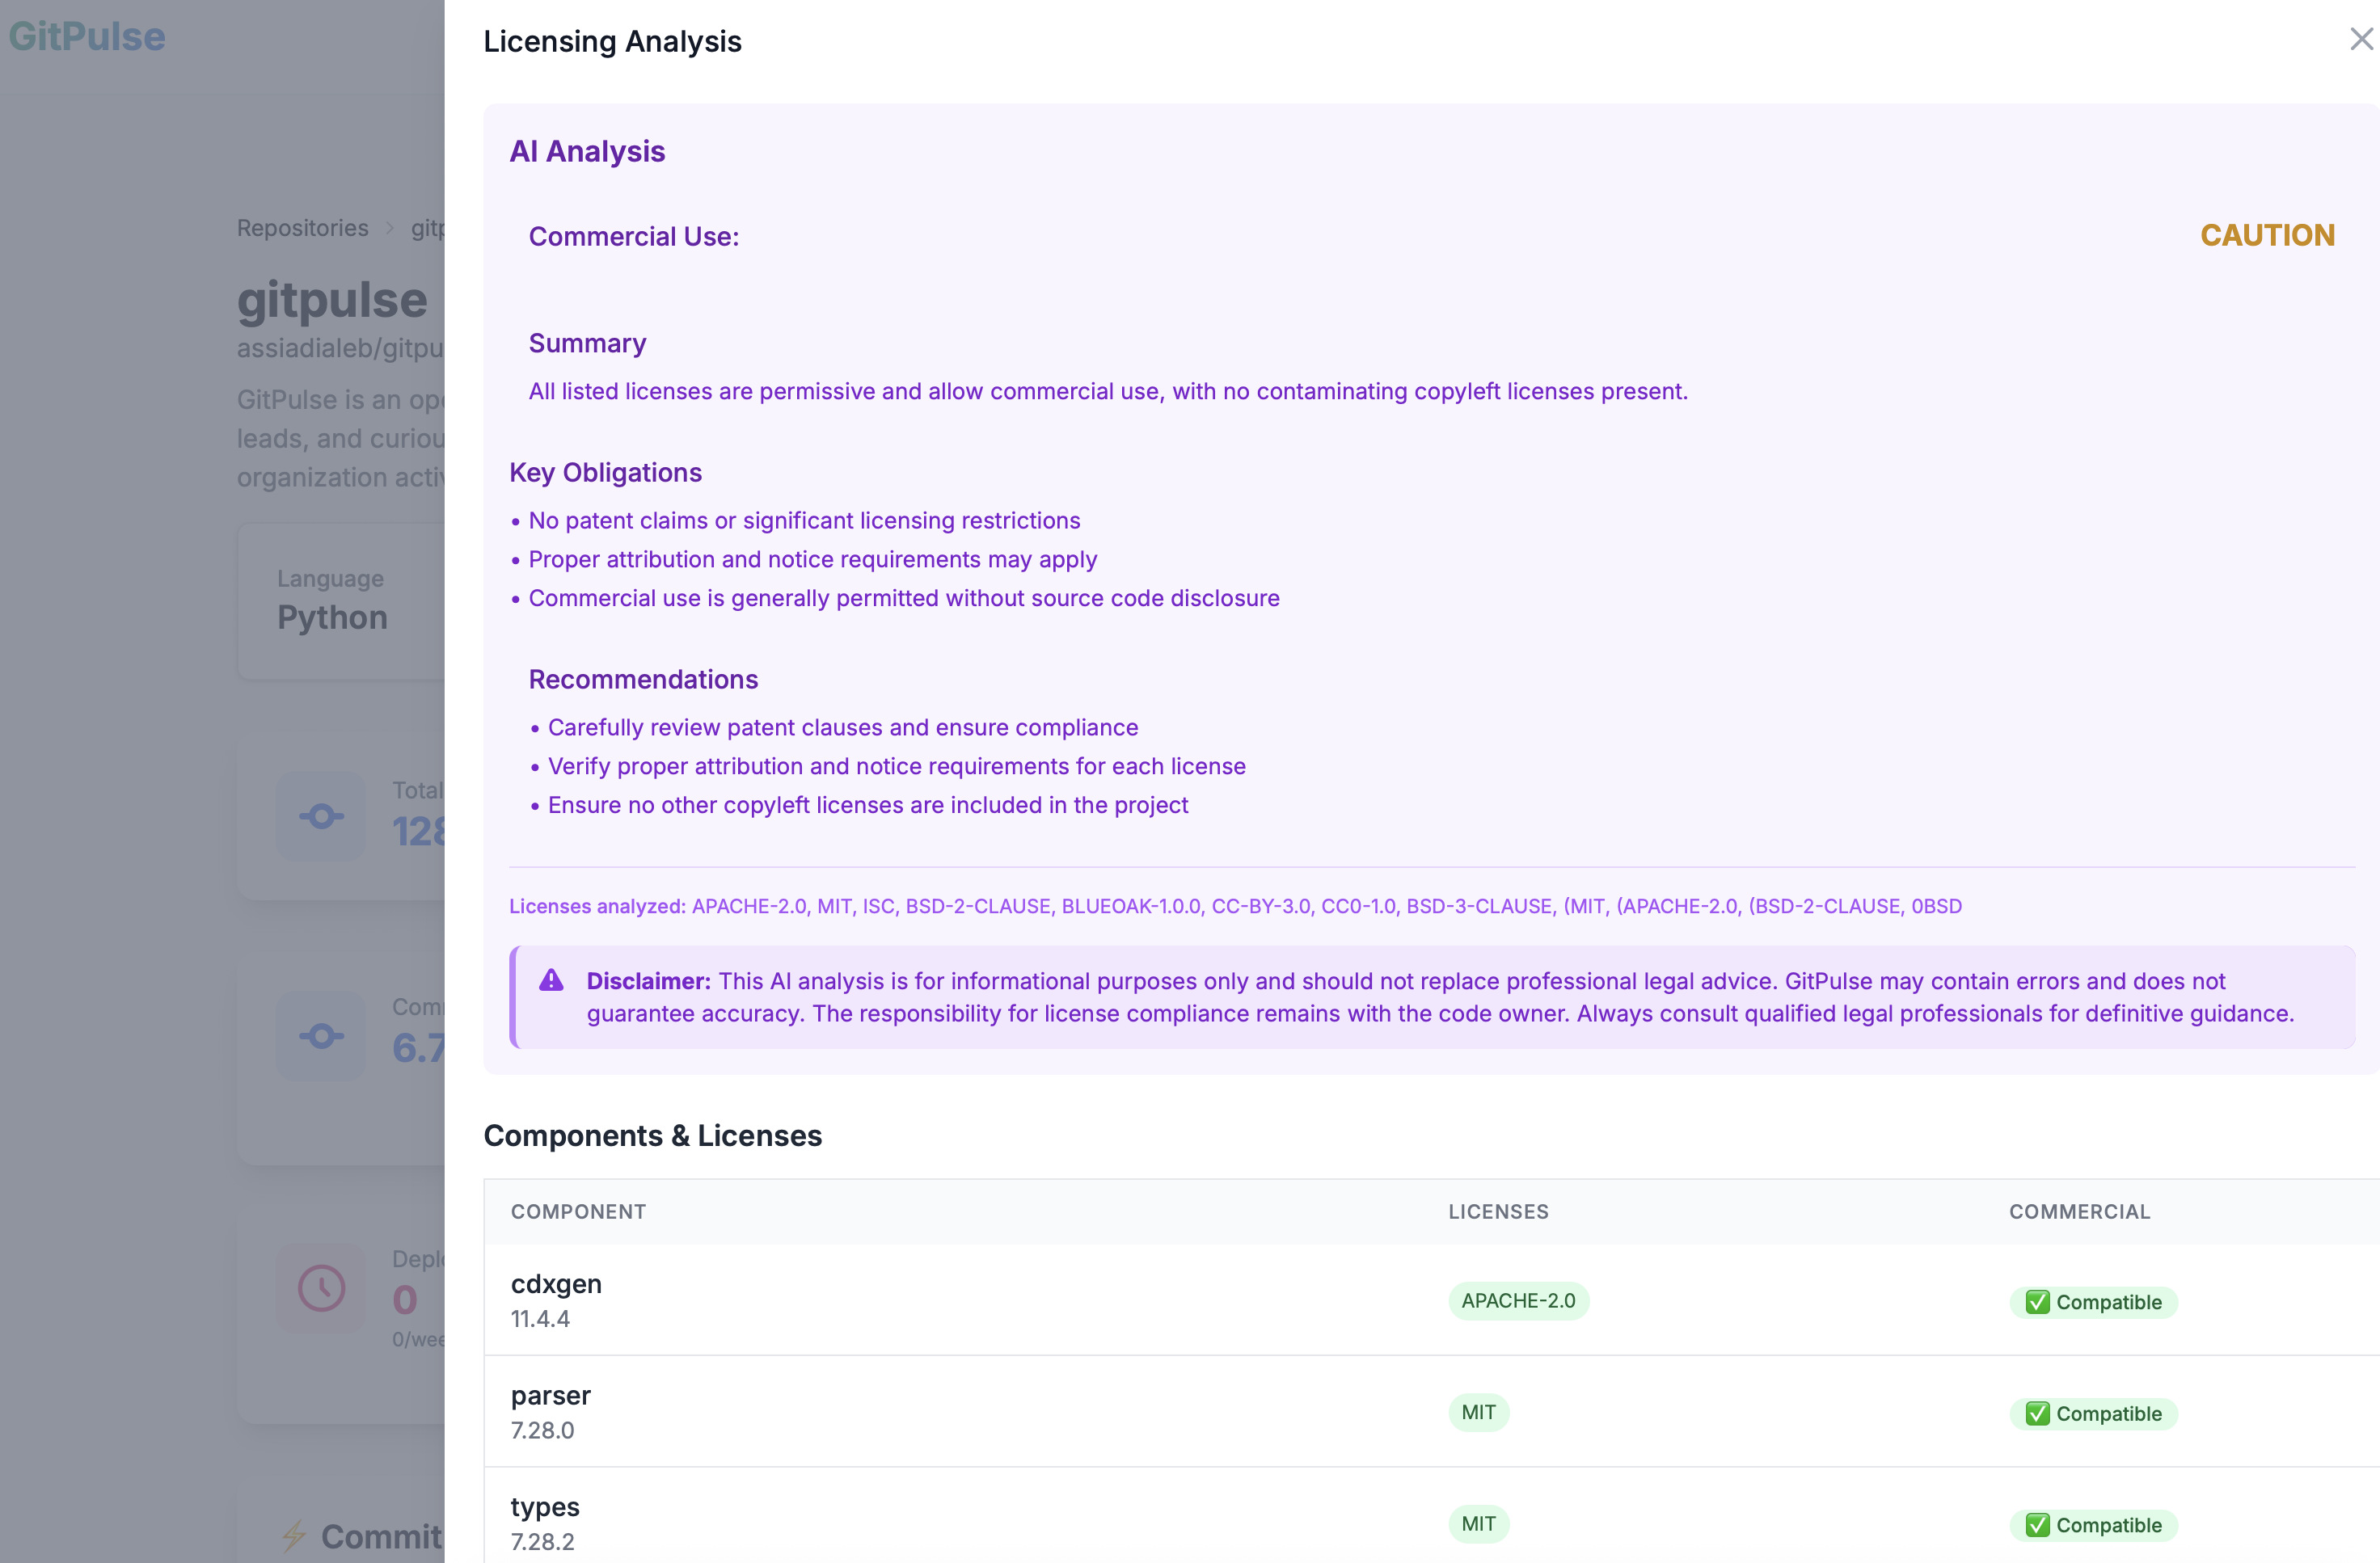 GitPulse
Licensing Analysis
AI Analysis
Commercial Use:
CAUTION
Summary
All listed licenses are permissive and allow commercial use, with no contaminating copyleft licenses present.
Key Obligations
• No patent claims or significant licensing restrictions
• Proper attribution and notice requirements may apply
• Commercial use is generally permitted without source code disclosure
Recommendations
• Carefully review patent clauses and ensure compliance
• Verify proper attribution and notice requirements for each license
• Ensure no other copyleft licenses are included in the project
Licenses analyzed: APACHE-2.0, MIT, ISC, BSD-2-CLAUSE, BLUEOAK-1.0.0, CC-BY-3.0, CC0-1.0, BSD-3-CLAUSE, (MIT, (APACHE-2.0, (BSD-2-CLAUSE, 0BSD
Disclaimer: This AI analysis is for informational purposes only and should not replace professional legal advice. GitPulse may contain errors and does not
guarantee accuracy. The responsibility for license compliance remains with the code owner. Always consult qualified legal professionals for definitive guidance.
Components & Licenses
COMPONENT LICENSES COMMERCIAL
cdxgen
11.4.4
APACHE-2.0
✅ Compatible
parser
7.28.0
MIT
✅ Compatible
types
7.28.2
MIT
✅ Compatible
Repositories > gitp
gitpulse
assiadialeb/gitpu
GitPulse is an op
leads, and curiou
organization activ
Language
Python
Total
128
Com
6.7
Deplo
0
0/wee
⚡ Commit